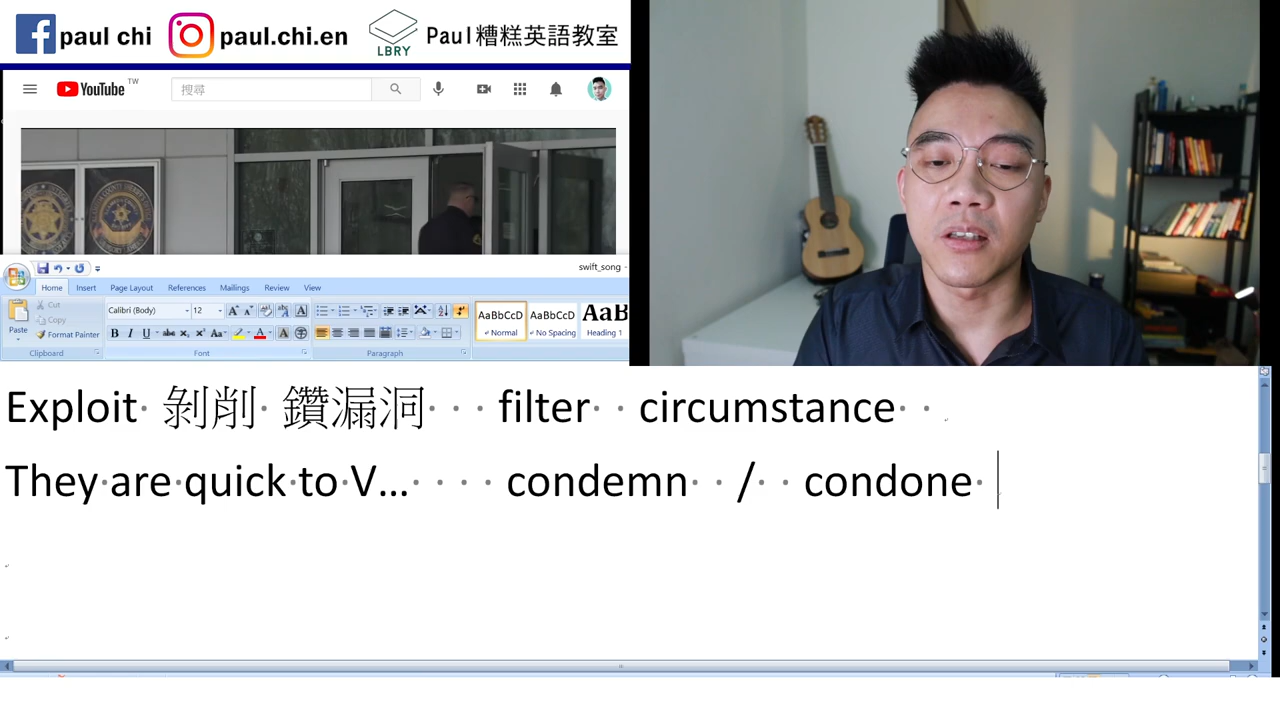 paul chi paul.chi.en LBRY Paul糟糕英語教室
YouTube TW 搜尋
swift_song -
Home Insert Page Layout References Mailings Review View
Cut
Copy
Format Painter
Paste
Calibri (Body) 12
AaBbCcD AaBbCcD AaB
Normal No Spacing Heading 1
Clipboard Font Paragraph
Exploit 剝削 鑽漏洞 filter circumstance
They are quick to V... condemn / condone